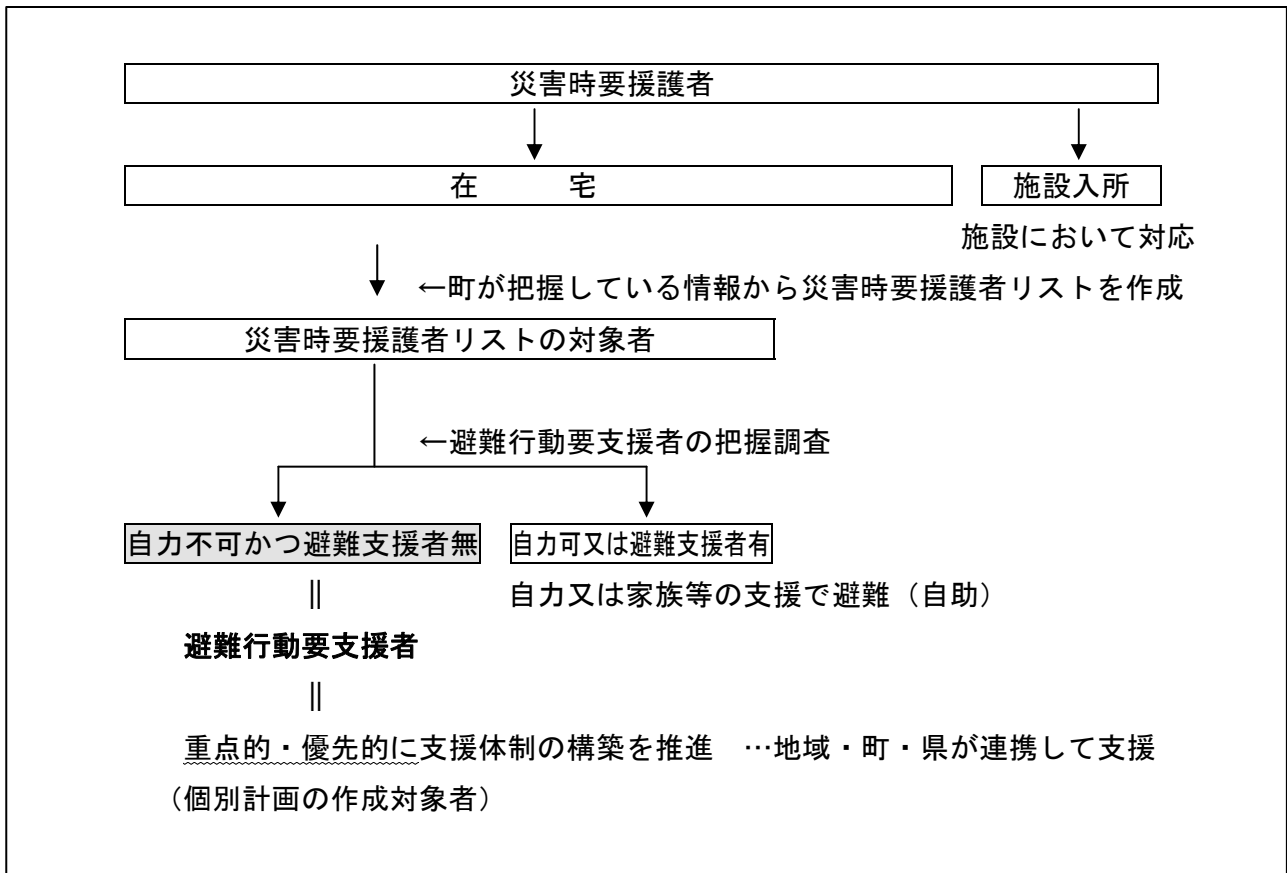 災害時要援護者
在　　　宅
施設入所
施設において対応
←町が把握している情報から災害時要援護者リストを作成
災害時要援護者リストの対象者
←避難行動要支援者の把握調査
自力不可かつ避難支援者無
自力可又は避難支援者有
||
自力又は家族等の支援で避難（自助）
避難行動要支援者
||
重点的・優先的に支援体制の構築を推進　…地域・町・県が連携して支援
（個別計画の作成対象者）